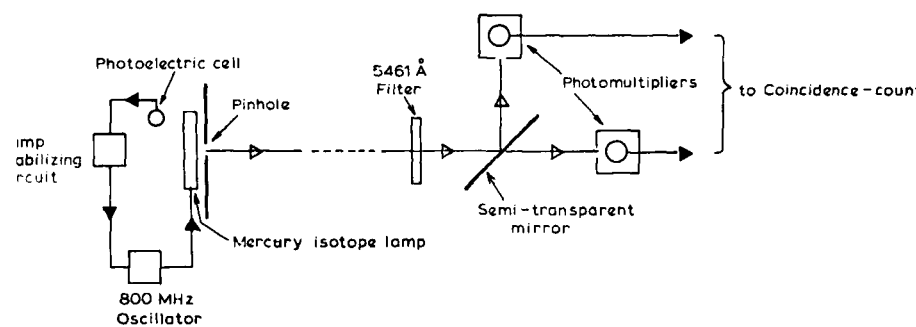 Photoelectric cell
Pinhole
5461 Å
Filter
Photomultipliers
to Coincidence-count
Semi-transparent
mirror
Mercury isotope lamp
800 MHz
Oscillator
imp
abilizing
rcuit